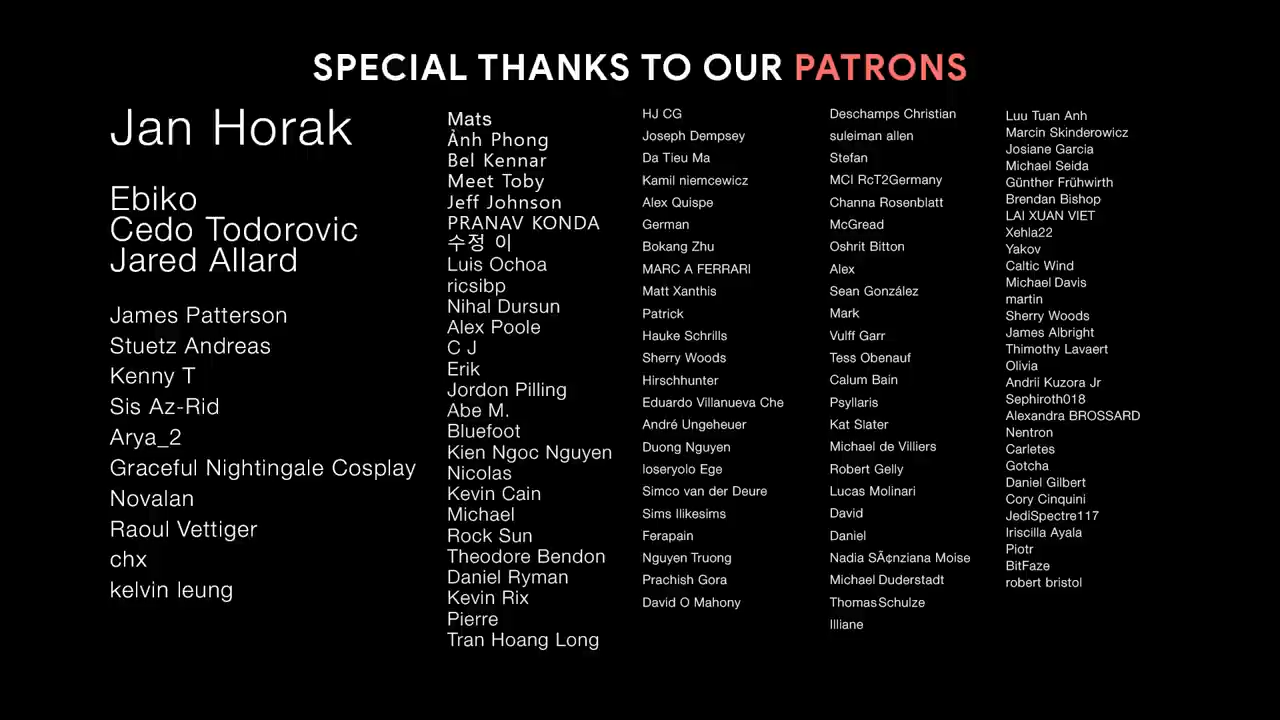 SPECIAL THANKS TO OUR PATRONS
Jan Horak
Ebiko
Cedo Todorovic
Jared Allard
James Patterson
Stuetz Andreas
Kenny T
Sis Az-Rid
Arya_2
Graceful Nightingale Cosplay
Novalan
Raoul Vettiger
chx
kelvin leung
Mats
Ảnh Phong
Bel Kennar
Meet Toby
Jeff Johnson
PRANAV KONDA
수정 이
Luis Ochoa
ricsibp
Nihal Dursun
Alex Poole
C J
Erik
Jordon Pilling
Abe M.
Bluefoot
Kien Ngoc Nguyen
Nicolas
Kevin Cain
Michael
Rock Sun
Theodore Bendon
Daniel Ryman
Kevin Rix
Pierre
Tran Hoang Long
HJ CG
Joseph Dempsey
Da Tieu Ma
Kamil niemcewicz
Alex Quispe
German
Bokang Zhu
MARC A FERRARI
Matt Xanthis
Patrick
Hauke Schrills
Sherry Woods
Hirschhunter
Eduardo Villanueva Che
André Ungeheuer
Duong Nguyen
loseryolo Ege
Simco van der Deure
Sims Ilikesims
Ferapain
Nguyen Truong
Prachish Gora
David O Mahony
Deschamps Christian
suleiman allen
Stefan
MCI RcT2Germany
Channa Rosenblatt
McGread
Oshrit Bitton
Alex
Sean González
Mark
Vulff Garr
Tess Obenauf
Calum Bain
Psyllaris
Kat Slater
Michael de Villiers
Robert Gelly
Lucas Molinari
David
Daniel
Nadia SÃ¢nziana Moise
Michael Duderstadt
Thomas Schulze
Illiane
Luu Tuan Anh
Marcin Skinderowicz
Josiane Garcia
Michael Seida
Günther Frühwirth
Brendan Bishop
LAI XUAN VIET
Xehla22
Yakov
Caltic Wind
Michael Davis
martin
Sherry Woods
James Albright
Thimothy Lavaert
Olivia
Andrii Kuzora Jr
Sephiroth018
Alexandra BROSSARD
Nentron
Carletes
Gotcha
Daniel Gilbert
Cory Cinquini
JediSpectre117
Iriscilla Ayala
Piotr
BitFaze
robert bristol